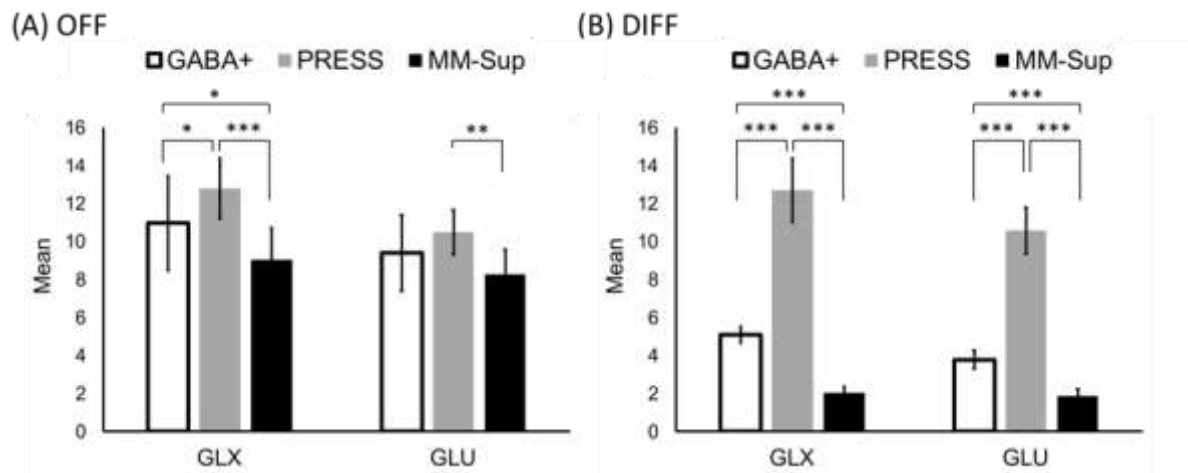 (A) OFF
GABA+ PRESS MM-Sup
*
* ***
**
16
14
12
10
8
6
4
2
0
Mean
GLX GLU
(B) DIFF
GABA+ PRESS MM-Sup
*** ***
*** *** *** ***
16
14
12
10
8
6
4
2
0
Mean
GLX GLU